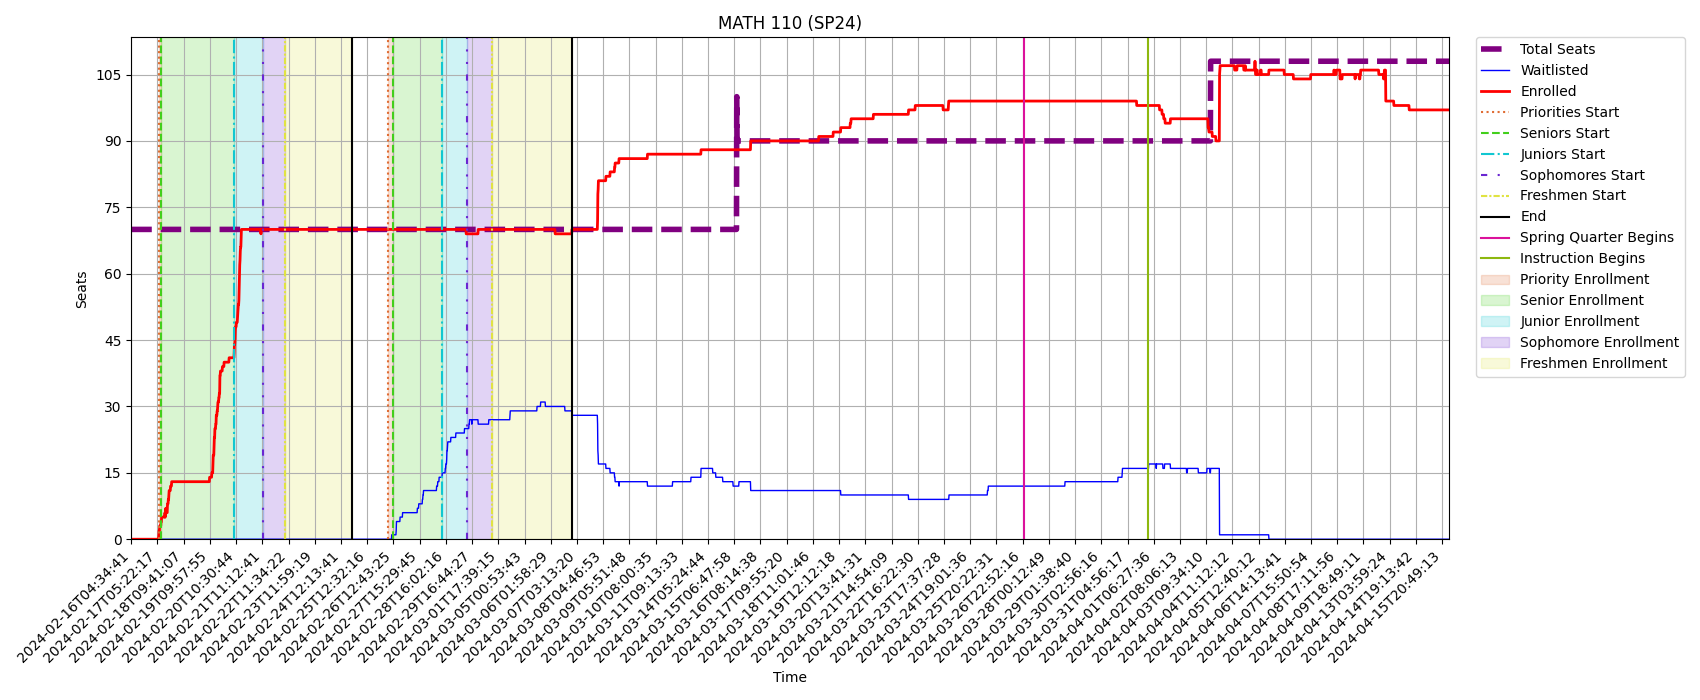 MATH 110 (SP24)
Seats
105
90
75
60
45
30
15
0
2024-02-16T04:34:41
2024-02-17T05:22:17
2024-02-18T09:41:07
2024-02-19T09:57:55
2024-02-20T10:30:44
2024-02-21T11:12:41
2024-02-22T11:34:22
2024-02-23T11:59:19
2024-02-24T12:13:41
2024-02-25T12:32:16
2024-02-26T12:43:25
2024-02-27T15:29:45
2024-02-28T16:02:16
2024-02-29T16:44:27
2024-03-01T17:39:15
2024-03-05T00:53:43
2024-03-06T01:58:29
2024-03-07T03:13:20
2024-03-08T04:46:53
2024-03-09T05:51:48
2024-03-10T08:00:35
2024-03-11T09:13:33
2024-03-14T05:24:44
2024-03-15T06:47:58
2024-03-16T08:14:38
2024-03-17T09:55:20
2024-03-18T11:01:46
2024-03-19T12:12:18
2024-03-20T13:41:31
2024-03-21T14:54:09
2024-03-22T16:22:30
2024-03-23T17:37:28
2024-03-24T19:01:36
2024-03-25T20:22:31
2024-03-26T22:52:16
2024-03-28T00:12:49
2024-03-29T01:38:40
2024-03-30T02:56:16
2024-03-31T04:56:17
2024-04-01T06:27:36
2024-04-02T08:06:13
2024-04-03T09:34:10
2024-04-04T11:12:12
2024-04-05T12:40:12
2024-04-06T14:13:41
2024-04-07T15:50:54
2024-04-08T17:11:56
2024-04-09T18:49:11
2024-04-13T03:59:24
2024-04-14T19:13:42
2024-04-15T20:49:13
Time
Total Seats
Waitlisted
Enrolled
Priorities Start
Seniors Start
Juniors Start
Sophomores Start
Freshmen Start
End
Spring Quarter Begins
Instruction Begins
Priority Enrollment
Senior Enrollment
Junior Enrollment
Sophomore Enrollment
Freshmen Enrollment